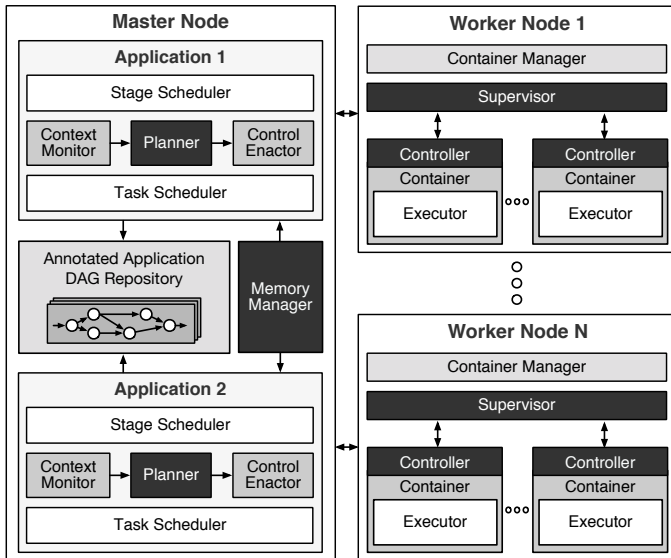 Master Node
Application 1
Stage Scheduler
Context
Monitor
Planner
Control
Enactor
Task Scheduler
Annotated Application
DAG Repository
Memory
Manager
Application 2
Stage Scheduler
Context
Monitor
Planner
Control
Enactor
Task Scheduler
Worker Node 1
Container Manager
Supervisor
Controller
Container
Executor
Controller
Container
Executor
Worker Node N
Container Manager
Supervisor
Controller
Container
Executor
Controller
Container
Executor